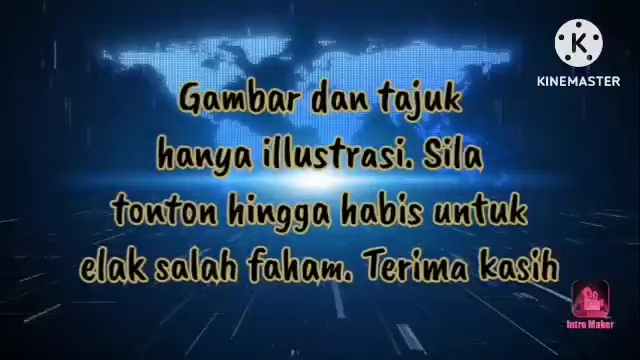 KINEMASTER
Gambar dan tajuk
hanya illustrasi. Sila
tonton hingga habis untuk
elak salah faham. Terima kasih
Intro Maker